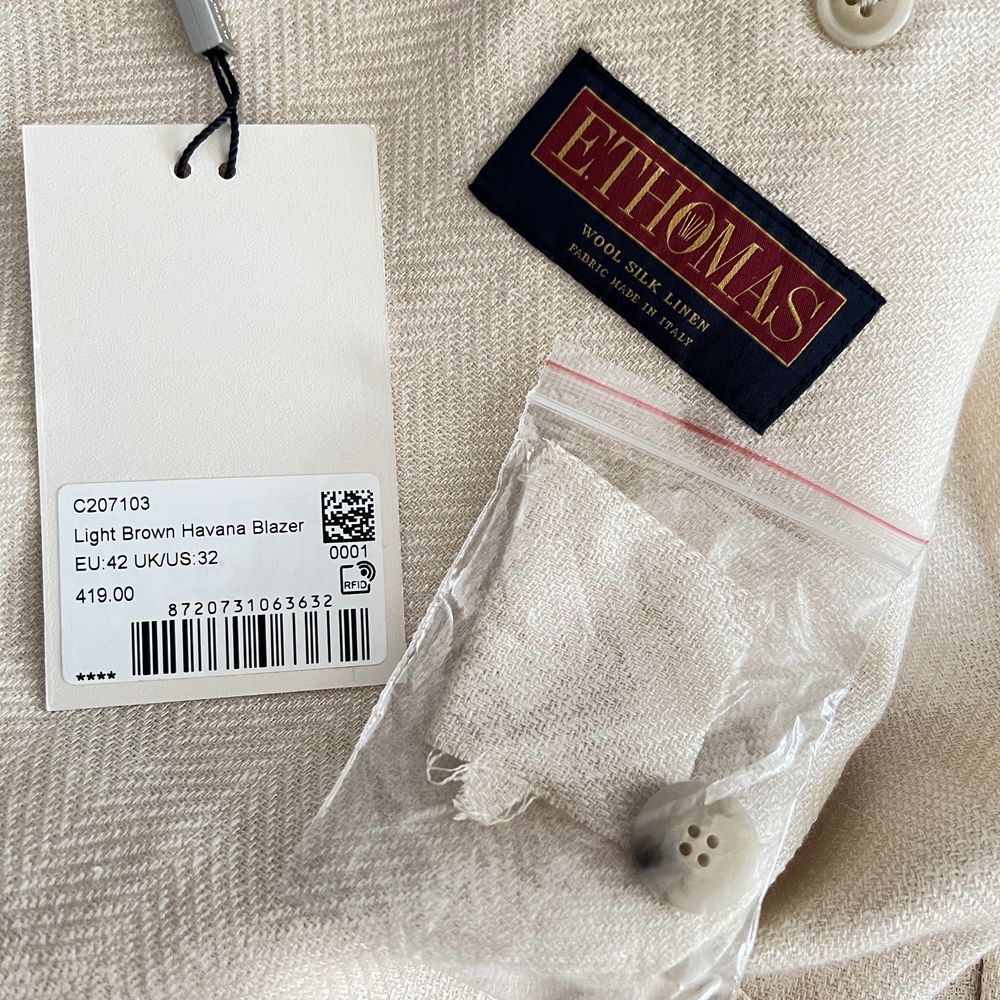 C207103
Light Brown Havana Blazer
EU:42 UK/US:32
0001
RFID
419.00
8720731063632
****
E.THOMAS
WOOL SILK LINEN
FABRIC MADE IN ITALY